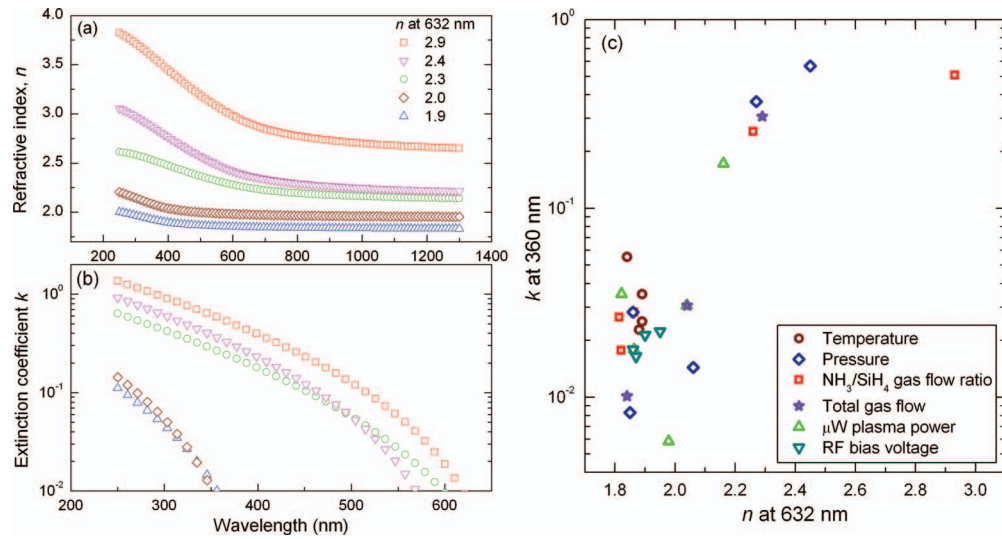 (a)
n at 632 nm
2.9
2.4
2.3
2.0
1.9
4.0
3.5
3.0
2.5
2.0
Refractive index, n
200 400 600 800 1000 1200 1400
(b)
10^0
10^-1
10^-2
Extinction coefficient k
200 300 400 500 600
Wavelength (nm)
(c)
10^0
10^-1
10^-2
k at 360 nm
Temperature
Pressure
NH3/SiH4 gas flow ratio
Total gas flow
μW plasma power
RF bias voltage
1.8 2.0 2.2 2.4 2.6 2.8 3.0
n at 632 nm